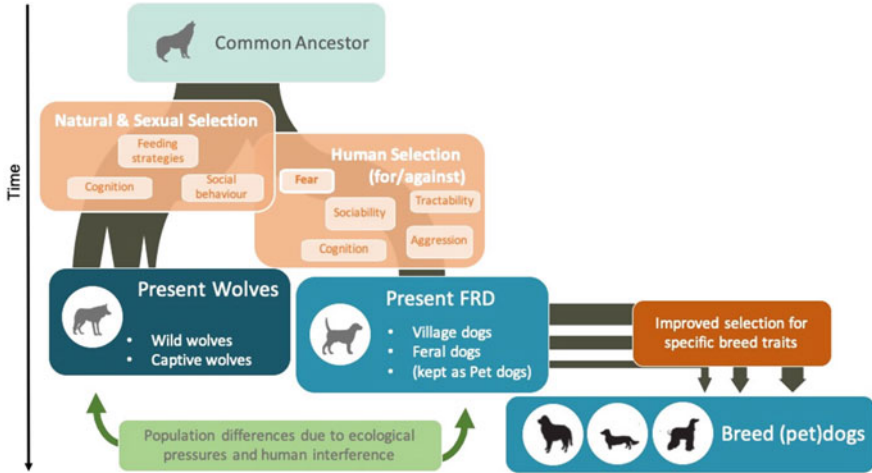 Common Ancestor
Time
Natural & Sexual Selection
Feeding
strategies
Cognition
Social
behaviour
Human Selection
(for/against)
Fear
Sociability
Tractability
Cognition
Aggression
Present Wolves
• Wild wolves
• Captive wolves
Present FRD
• Village dogs
• Feral dogs
• (kept as Pet dogs)
Improved selection for
specific breed traits
Population differences due to ecological
pressures and human interference
Breed (pet)dogs